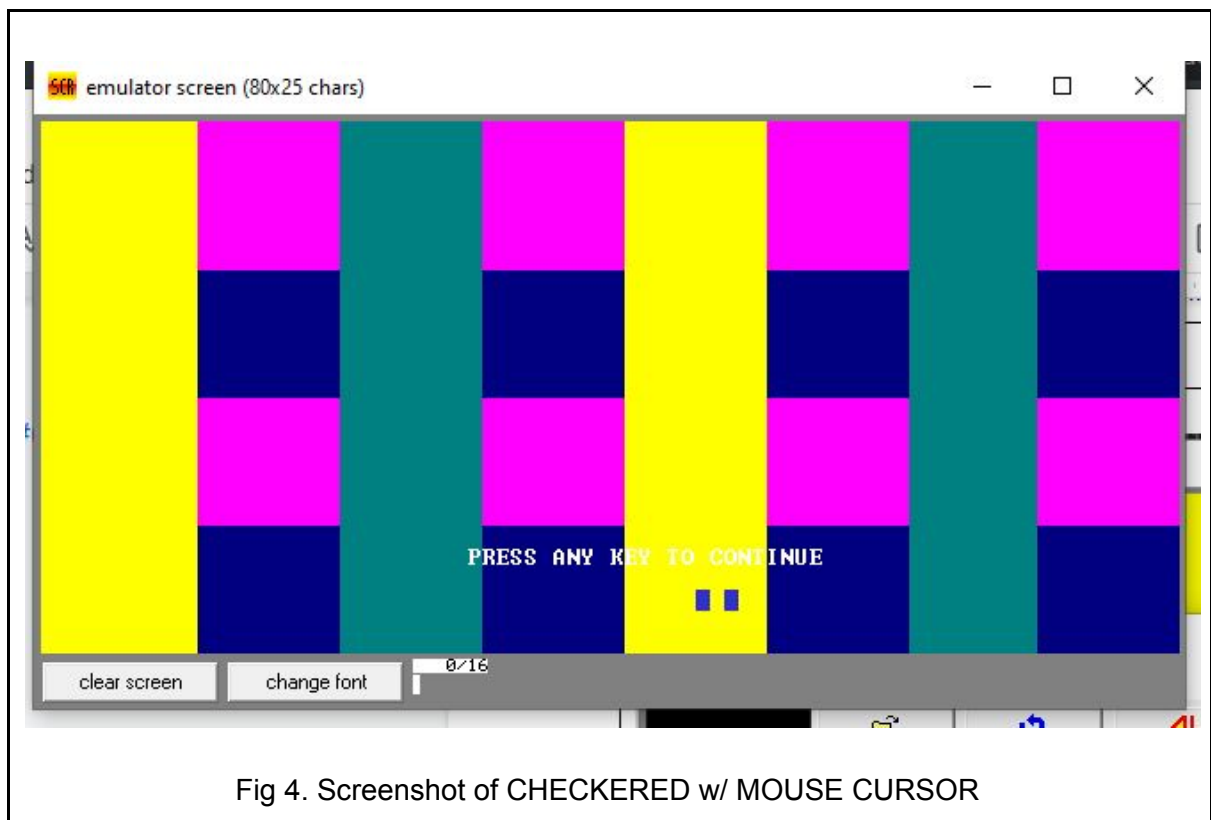 SCR emulator screen (80x25 chars)
PRESS ANY KEY TO CONTINUE
0/16
clear screen change font
Fig 4. Screenshot of CHECKERED w/ MOUSE CURSOR